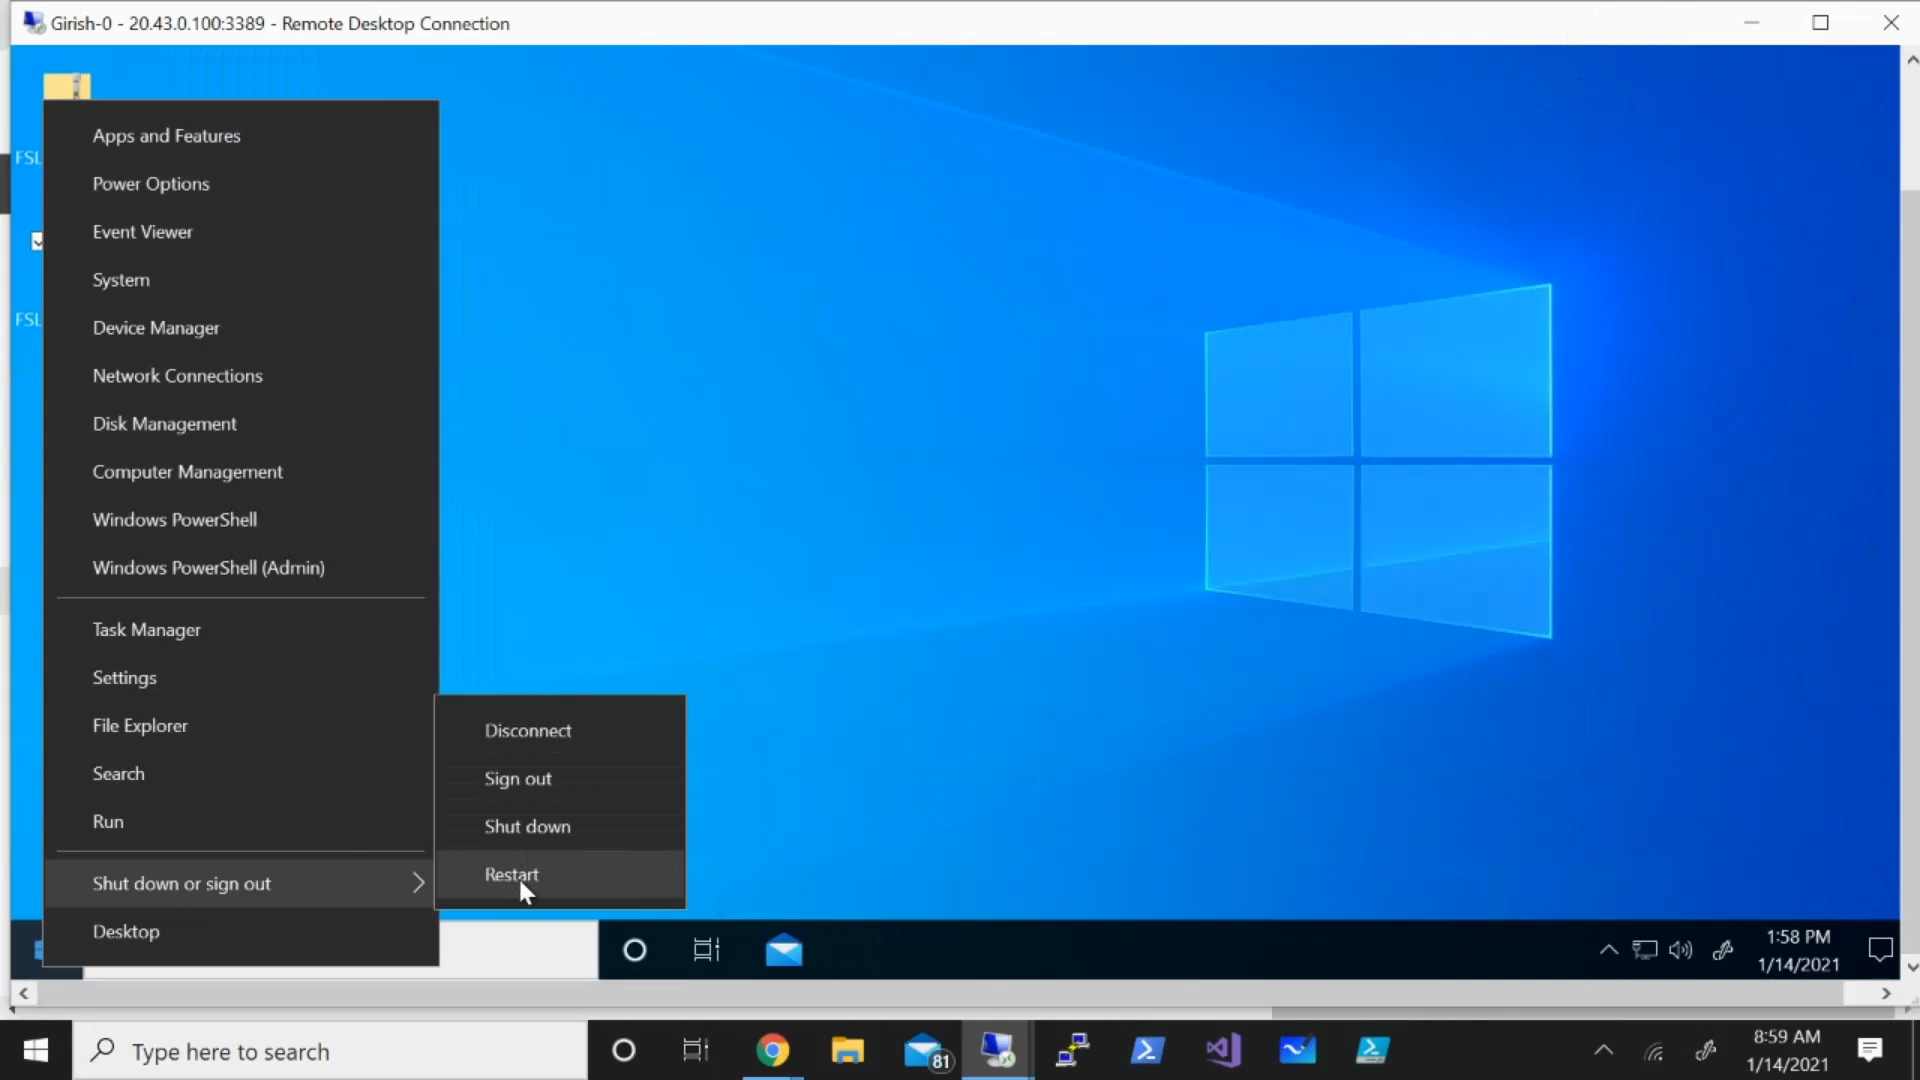 Girish-0 - 20.43.0.100:3389 - Remote Desktop Connection
Apps and Features
FSL
Power Options
Event Viewer
System
FSL
Device Manager
Network Connections
Disk Management
Computer Management
Windows PowerShell
Windows PowerShell (Admin)
Task Manager
Settings
File Explorer
Search
Run
Shut down or sign out
Desktop
Disconnect
Sign out
Shut down
Restart
1:58 PM
1/14/2021
Type here to search
81
8:59 AM
1/14/2021